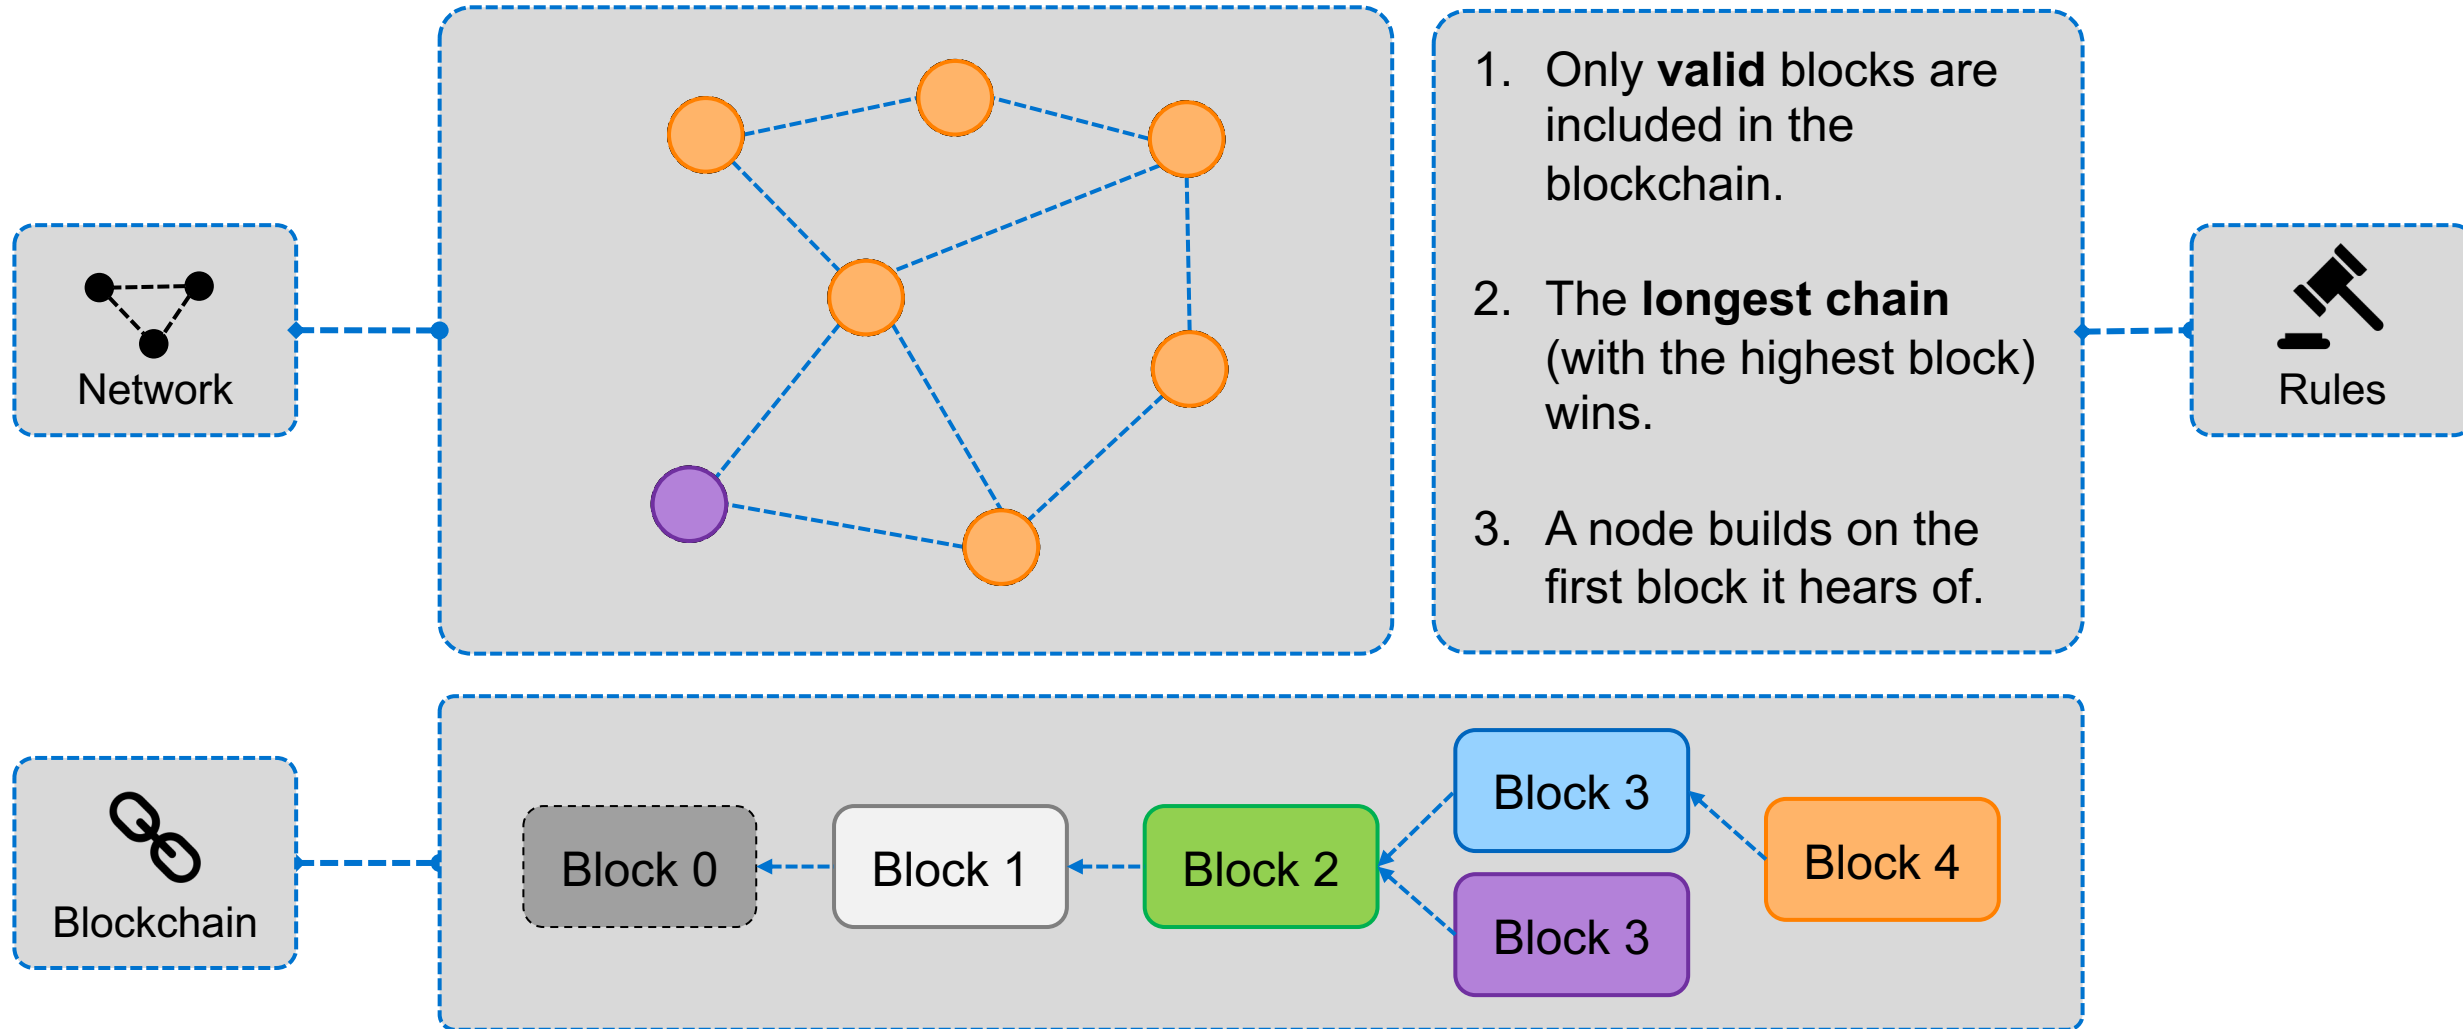 Network
1. Only valid blocks are
included in the
blockchain.
2. The longest chain
(with the highest block)
wins.
3. A node builds on the
first block it hears of.
Rules
Blockchain
Block 0
Block 1
Block 2
Block 3
Block 3
Block 4